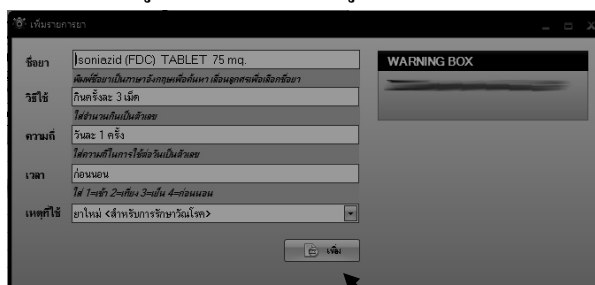 เพิ่มรายการยา
ชื่อยา
Isoniazid (FDC) TABLET 75 mg.
WARNING BOX
พิมพ์ชื่อยาเป็นภาษาอังกฤษเพื่อค้นหา เลื่อนลูกศรเพื่อเลือกชื่อยา
วิธีใช้
กินครั้งละ 3 เม็ด
ใส่จำนวนกินเป็นตัวเลข
ความถี่
วันละ 1 ครั้ง
ใส่ความถี่ในการใช้ต่อวันเป็นตัวเลข
เวลา
ก่อนนอน
ใส่ 1=เช้า 2=เที่ยง 3=เย็น 4=ก่อนนอน
เหตุที่ใช้
ยาใหม่ <สำหรับการรักษาวัณโรค>
เพิ่ม